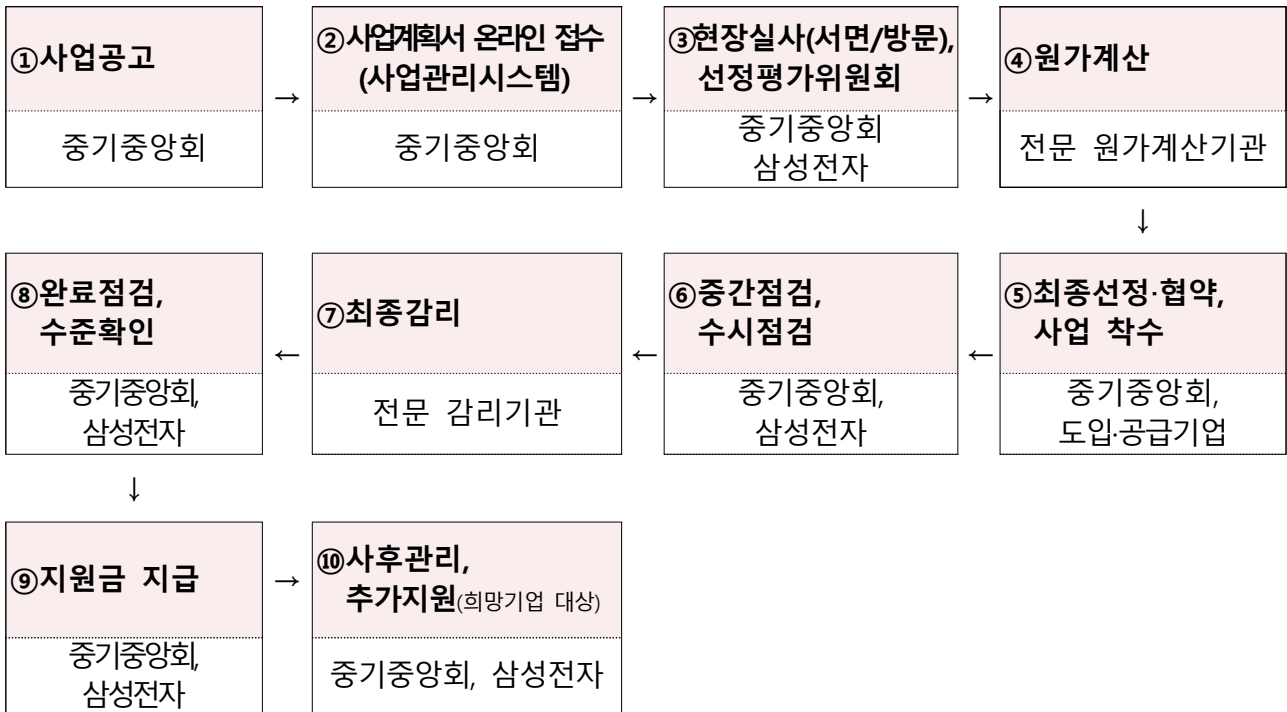 ①사업공고
중기중앙회
→
②사업계획서 온라인 접수
(사업관리시스템)
중기중앙회
→
③현장실사(서면/방문),
선정평가위원회
중기중앙회
삼성전자
→
④원가계산
전문 원가계산기관
↓
⑤최종선정·협약,
사업 착수
중기중앙회,
도입·공급기업
←
⑥중간점검,
수시점검
중기중앙회,
삼성전자
←
⑦최종감리
전문 감리기관
←
⑧완료점검,
수준확인
중기중앙회,
삼성전자
↓
⑨지원금 지급
중기중앙회,
삼성전자
→
⑩사후관리,
추가지원(희망기업 대상)
중기중앙회, 삼성전자